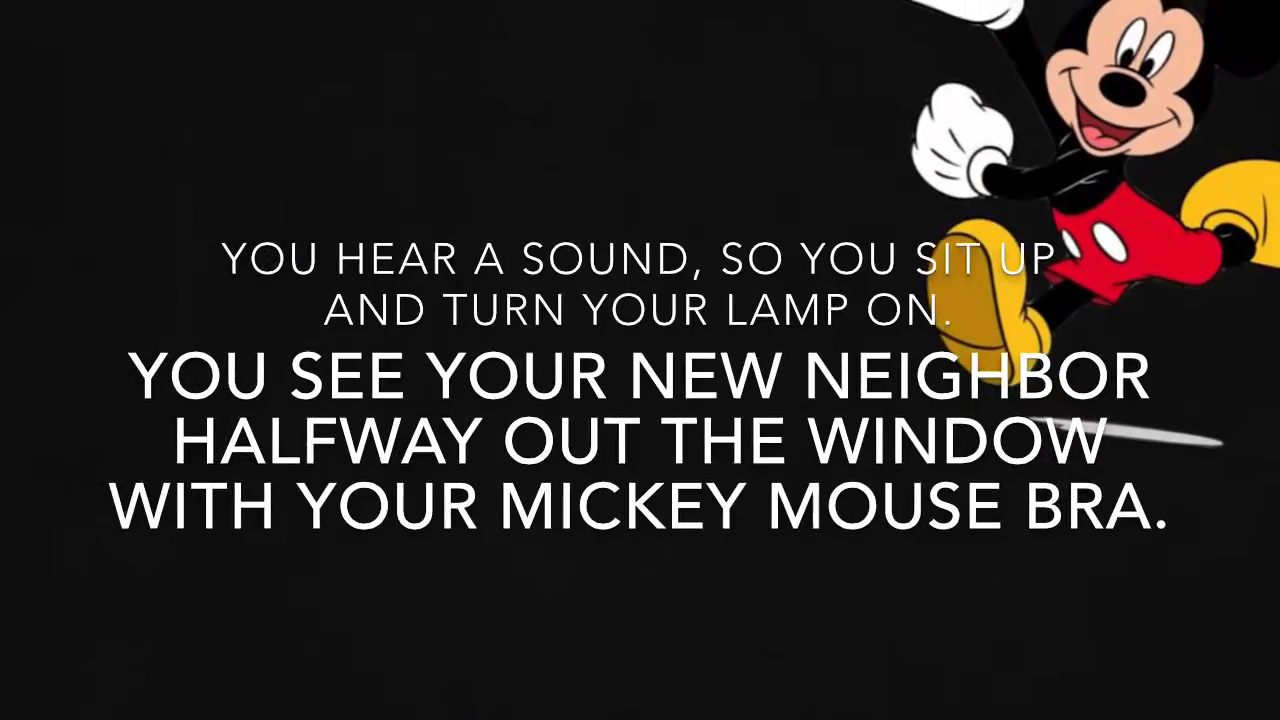 YOU HEAR A SOUND, SO YOU SIT UP
AND TURN YOUR LAMP ON.
YOU SEE YOUR NEW NEIGHBOR
HALFWAY OUT THE WINDOW
WITH YOUR MICKEY MOUSE BRA.